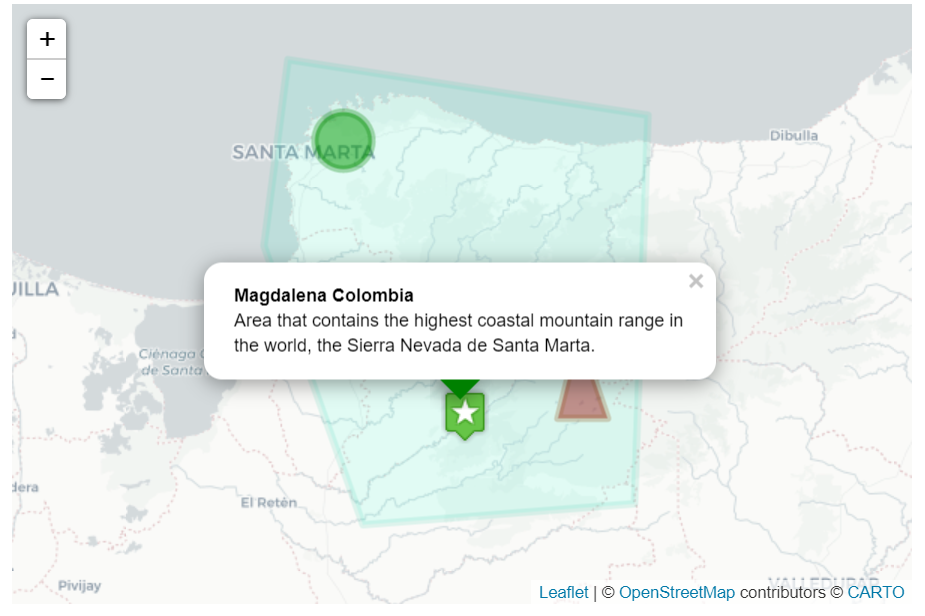 +
−
SANTA MARTA
Dibulla
×
Magdalena Colombia
Area that contains the highest coastal mountain range in
the world, the Sierra Nevada de Santa Marta.
JILLA
Ciénaga
de Santa
dera
El Retén
Pivijay
VALLEDUPAR
Leaflet | © OpenStreetMap contributors © CARTO